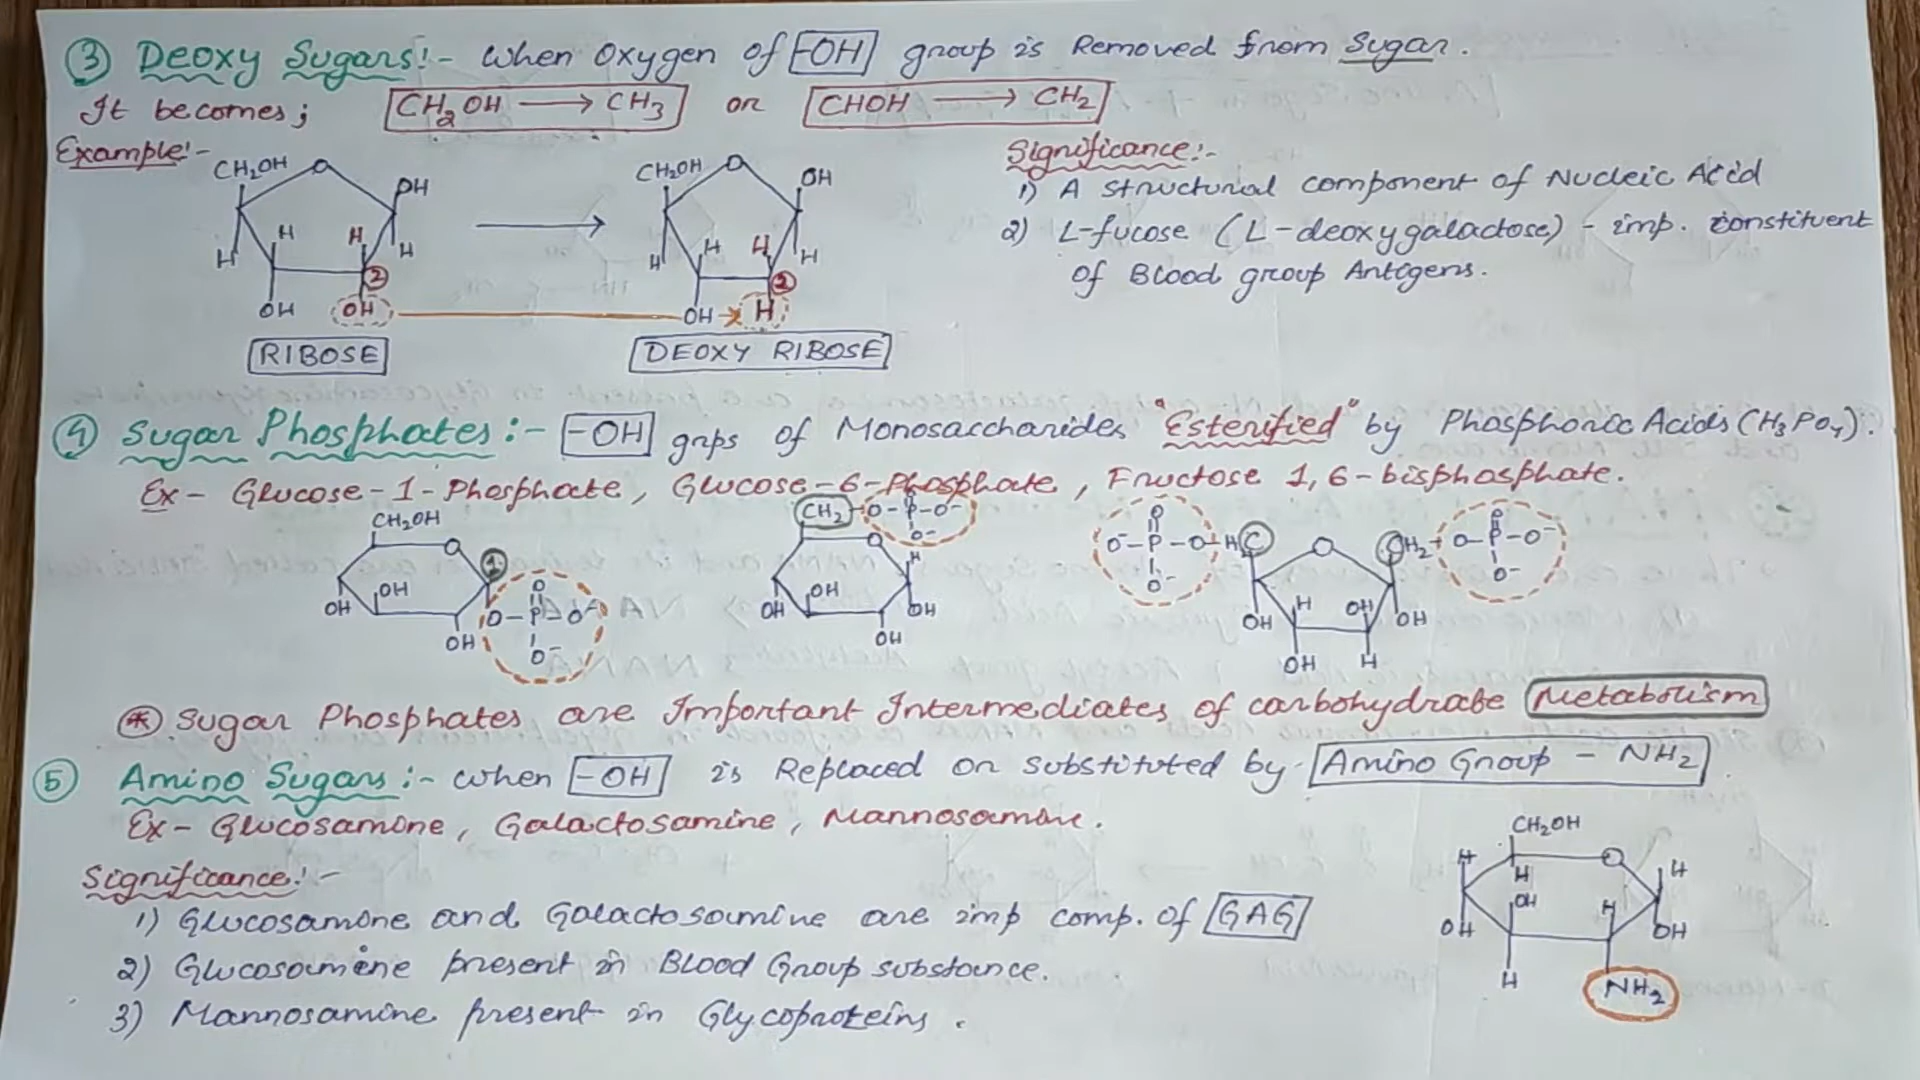 ③ Deoxy Sugars:- When Oxygen of -OH group is Removed from Sugar.
It becomes; CH₂OH → CH₃ or CHOH → CH₂
Example:-
CH₂OH O OH
H H H H
②
OH OH
RIBOSE
→
CH₂OH O OH
H H H H
②
OH H
DEOXY RIBOSE
Significance:-
1) A structural component of Nucleic Acid
2) L-fucose (L-deoxygalactose) - imp. constituent
of Blood group Antigens.
④ Sugar Phosphates:- -OH grps of Monosaccharides "Esterified" by Phosphoric Acids (H₃PO₄).
Ex- Glucose-1-Phosphate, Glucose-6-Phosphate, Fructose 1,6-bisphosphate.
CH₂OH
O 1
OH OH O
O-P-O⁻
OH O⁻
CH₂-O-P-O⁻
O O⁻
H
OH OH OH
OH
O O
O⁻-P-O-H₂C O CH₂-O-P-O⁻
O⁻ O⁻
OH H OH OH
OH H
* Sugar Phosphates are Important Intermediates of carbohydrate Metabolism
⑤ Amino Sugars:- When -OH is Replaced or substituted by Amino Group - NH₂
Ex- Glucosamine, Galactosamine, Mannosamine.
Significance:-
1) Glucosamine and Galactosamine are imp comp. of GAG
2) Glucosamine present in Blood Group substance.
3) Mannosamine present in Glycoproteins.
CH₂OH
H O H
H
OH H
OH OH
H NH₂